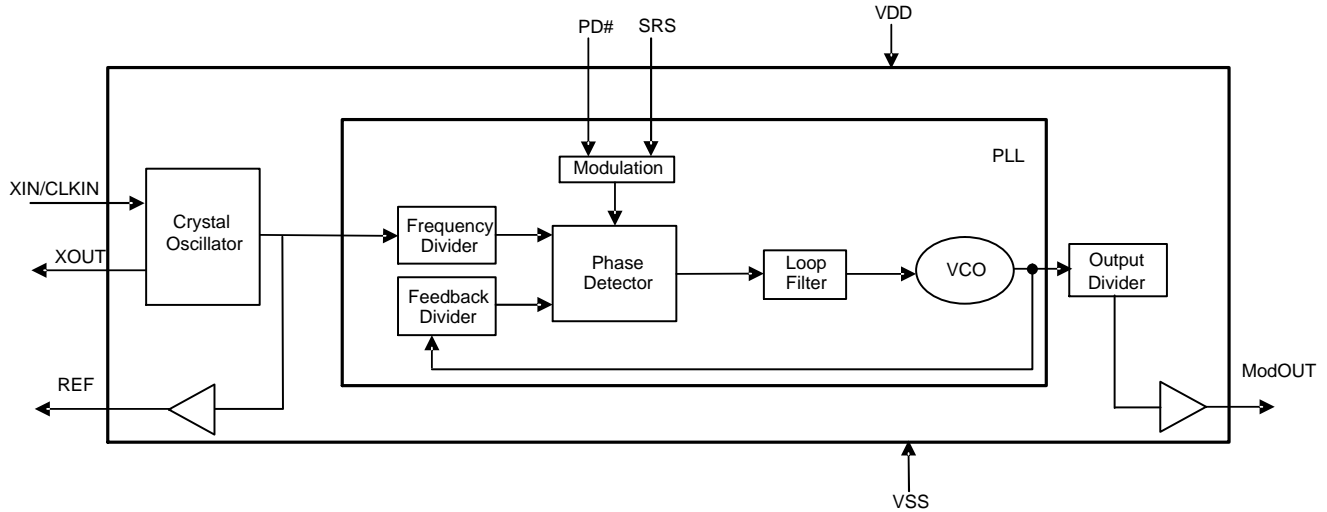 VDD
PD# SRS
PLL
Modulation
XIN/CLKIN
Crystal
Oscillator
XOUT
Frequency
Divider
Phase
Detector
Loop
Filter
VCO
Output
Divider
Feedback
Divider
REF
ModOUT
VSS